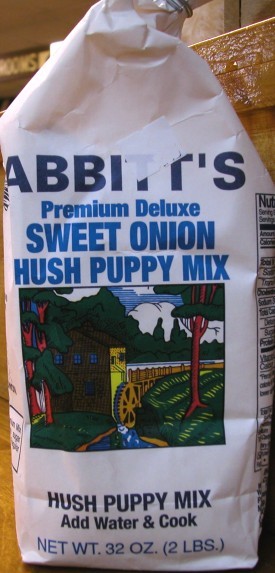 ABBITT'S
Premium Deluxe
SWEET ONION
HUSH PUPPY MIX
HUSH PUPPY MIX
Add Water & Cook
NET WT. 32 OZ. (2 LBS.)